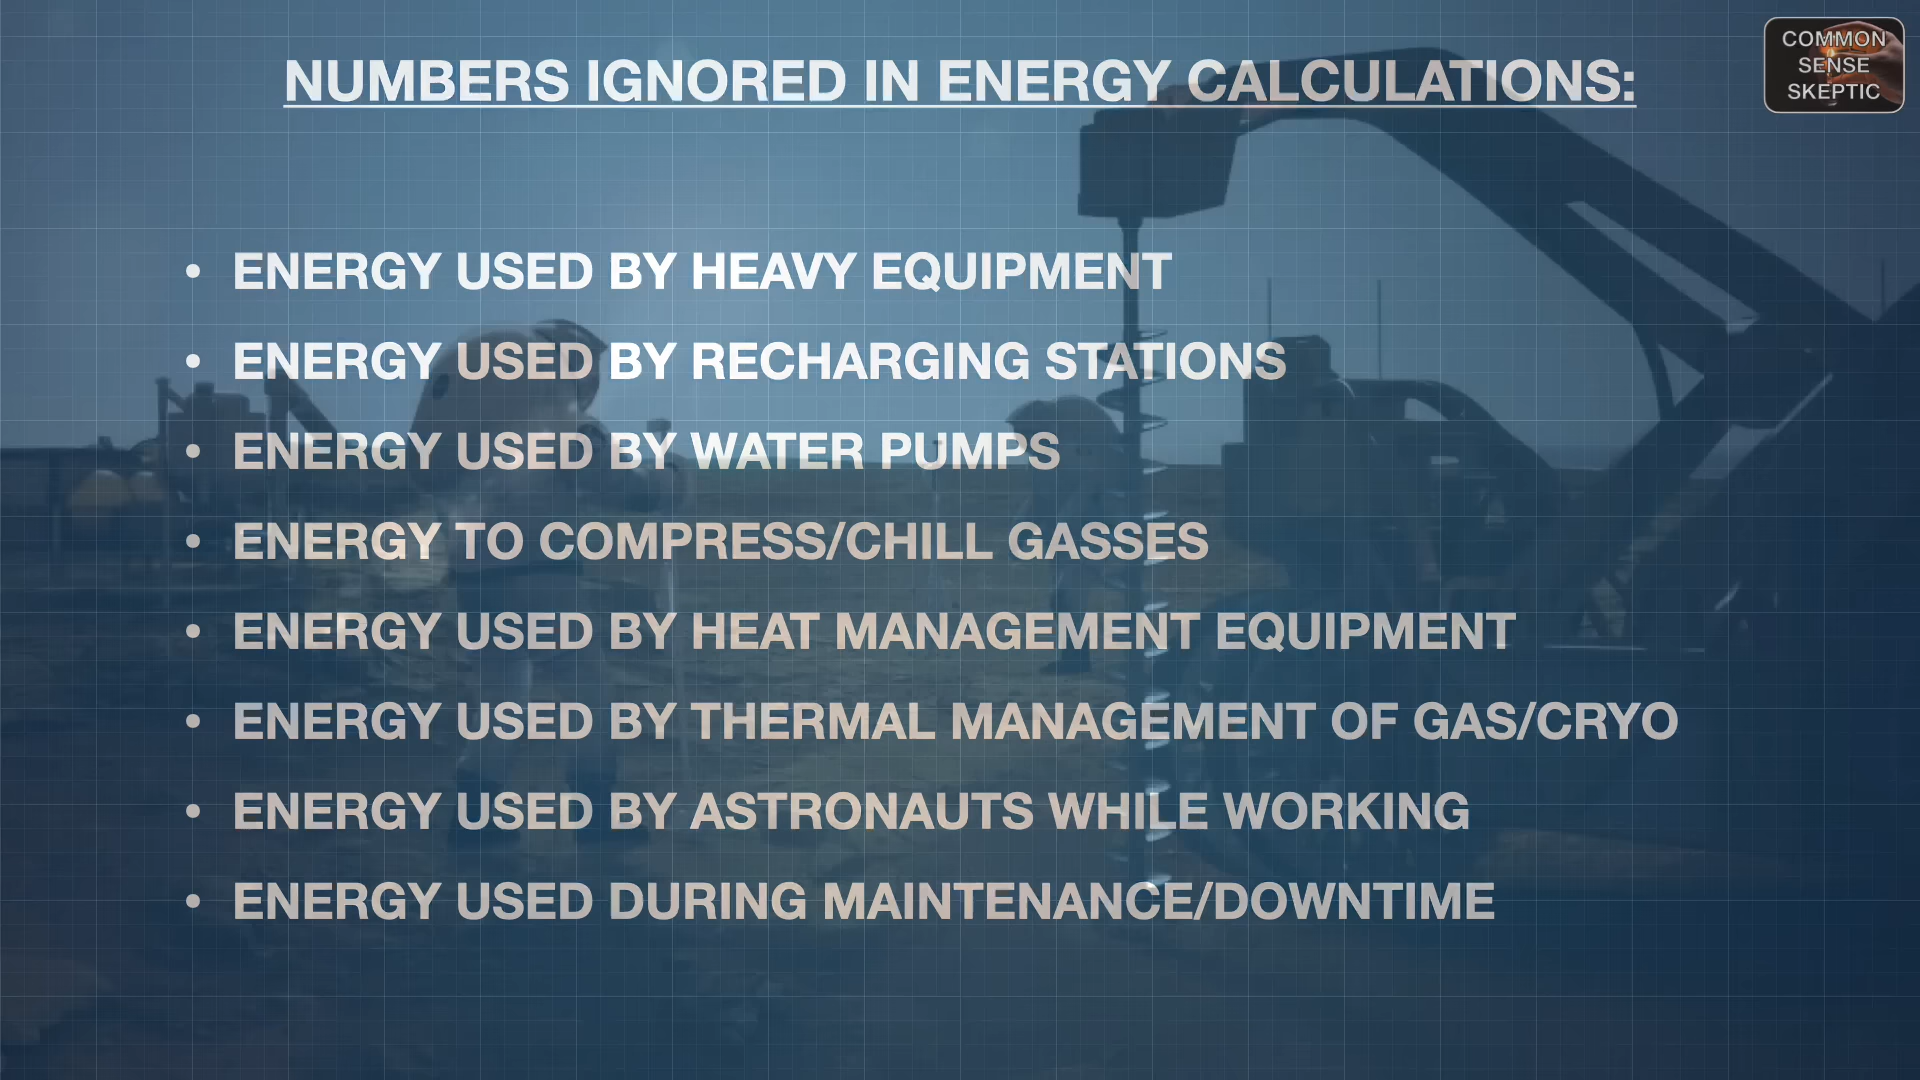 NUMBERS IGNORED IN ENERGY CALCULATIONS:
COMMON
SENSE
SKEPTIC
• ENERGY USED BY HEAVY EQUIPMENT
• ENERGY USED BY RECHARGING STATIONS
• ENERGY USED BY WATER PUMPS
• ENERGY TO COMPRESS/CHILL GASSES
• ENERGY USED BY HEAT MANAGEMENT EQUIPMENT
• ENERGY USED BY THERMAL MANAGEMENT OF GAS/CRYO
• ENERGY USED BY ASTRONAUTS WHILE WORKING
• ENERGY USED DURING MAINTENANCE/DOWNTIME